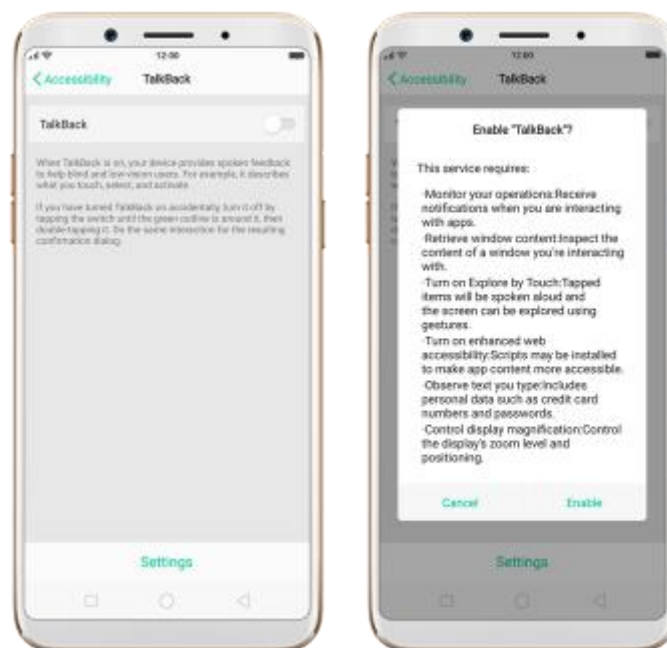 12:00
Accessibility TalkBack
TalkBack
When TalkBack is on, your device provides spoken feedback
to help blind and low-vision users. For example, it describes
what you touch, select, and activate.
If you have turned TalkBack on accidentally, turn it off by
tapping the switch until the green outline is around it, then
double-tapping it. Do the same interaction for the resulting
confirmation dialog.
Settings
12:00
Accessibility TalkBack
Enable "TalkBack"?
This service requires:
·Monitor your operations:Receive
notifications when you are interacting
with apps.
·Retrieve window content:Inspect the
content of a window you're interacting
with.
·Turn on Explore by Touch:Tapped
items will be spoken aloud and
the screen can be explored using
gestures.
·Turn on enhanced web
accessibility:Scripts may be installed
to make app content more accessible.
·Observe text you type:Includes
personal data such as credit card
numbers and passwords.
·Control display magnification:Control
the display's zoom level and
positioning.
Cancel Enable
Settings